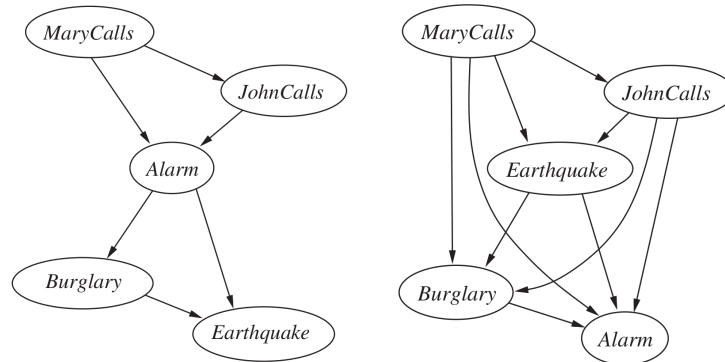 MaryCalls
JohnCalls
Alarm
Burglary
Earthquake
MaryCalls
JohnCalls
Earthquake
Burglary
Alarm